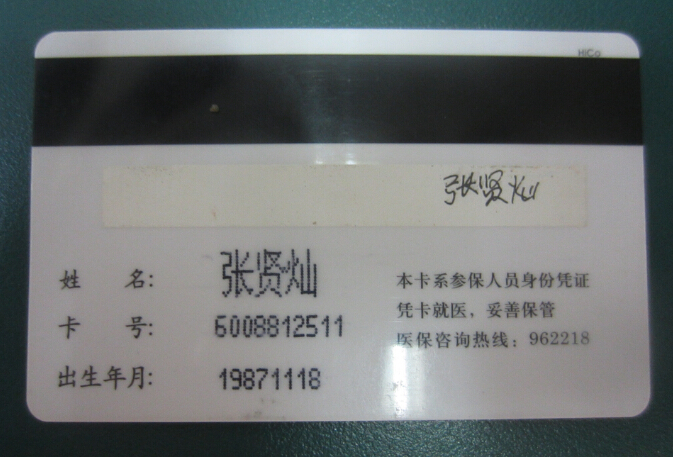 HiCo
张贤灿
姓 名: 张贤灿
卡 号: 6008812511
出生年月: 19871118
本卡系参保人员身份凭证
凭卡就医，妥善保管
医保咨询热线：962218